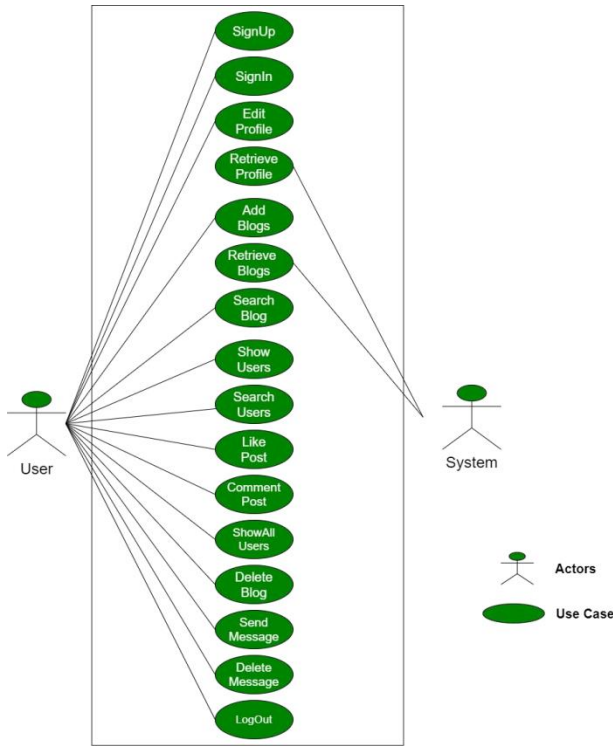 SignUp
SignIn
Edit
Profile
Retrieve
Profile
Add
Blogs
Retrieve
Blogs
Search
Blog
Show
Users
Search
Users
Like
Post
Comment
Post
ShowAll
Users
Delete
Blog
Send
Message
Delete
Message
LogOut
User
System
Actors
Use Case